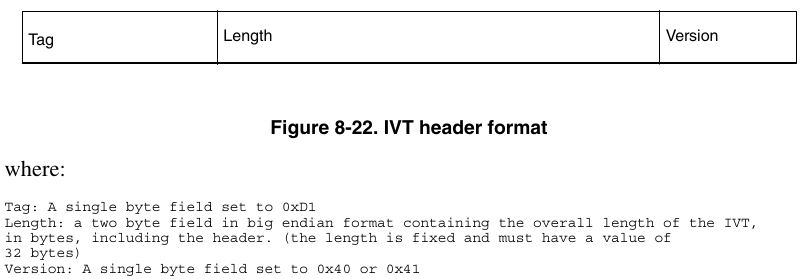 Tag Length Version
Figure 8-22. IVT header format
where:
Tag: A single byte field set to 0xD1
Length: a two byte field in big endian format containing the overall length of the IVT,
in bytes, including the header. (the length is fixed and must have a value of
32 bytes)
Version: A single byte field set to 0x40 or 0x41